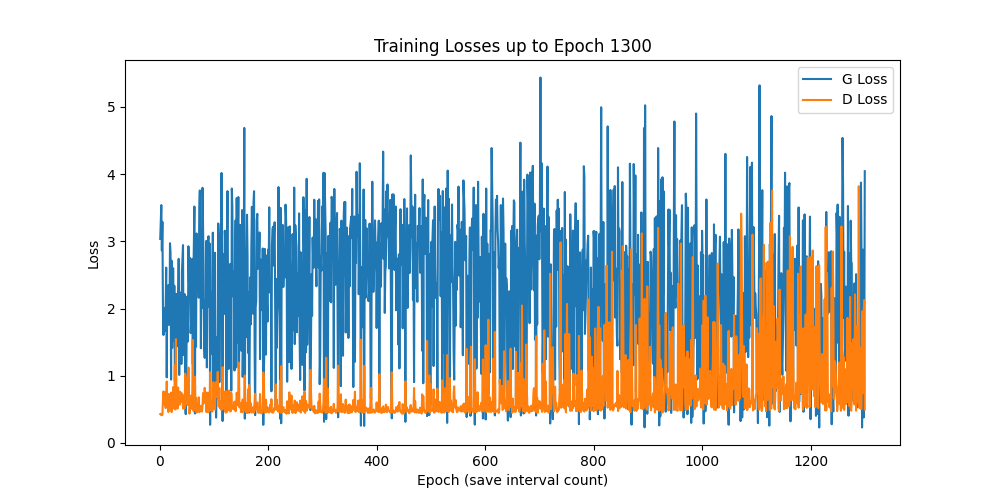 Training Losses up to Epoch 1300
G Loss
D Loss
Loss
5
4
3
2
1
0
0 200 400 600 800 1000 1200
Epoch (save interval count)